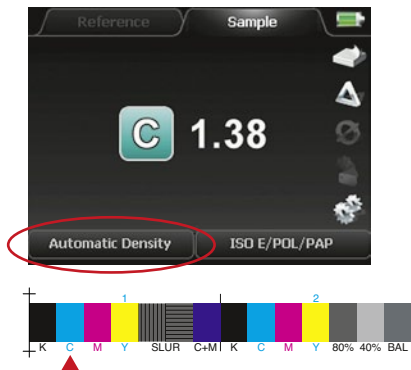 Reference Sample
C 1.38
Automatic Density ISO E/POL/PAP
1 2
K C M Y SLUR C+M K C M Y 80% 40% BAL